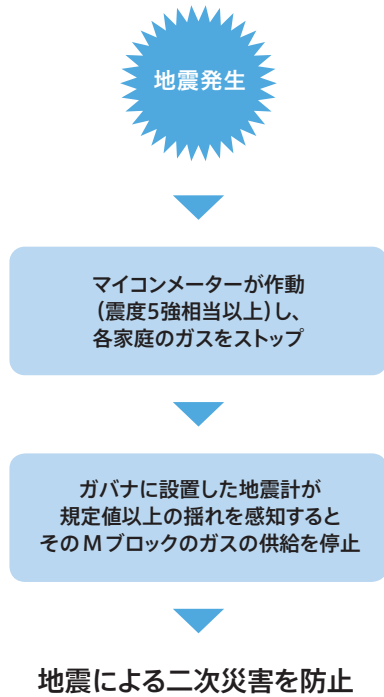 地震発生
マイコンメーターが作動
(震度5強相当以上)し、
各家庭のガスをストップ
ガバナに設置した地震計が
規定値以上の揺れを感知すると
そのMブロックのガスの供給を停止
地震による二次災害を防止